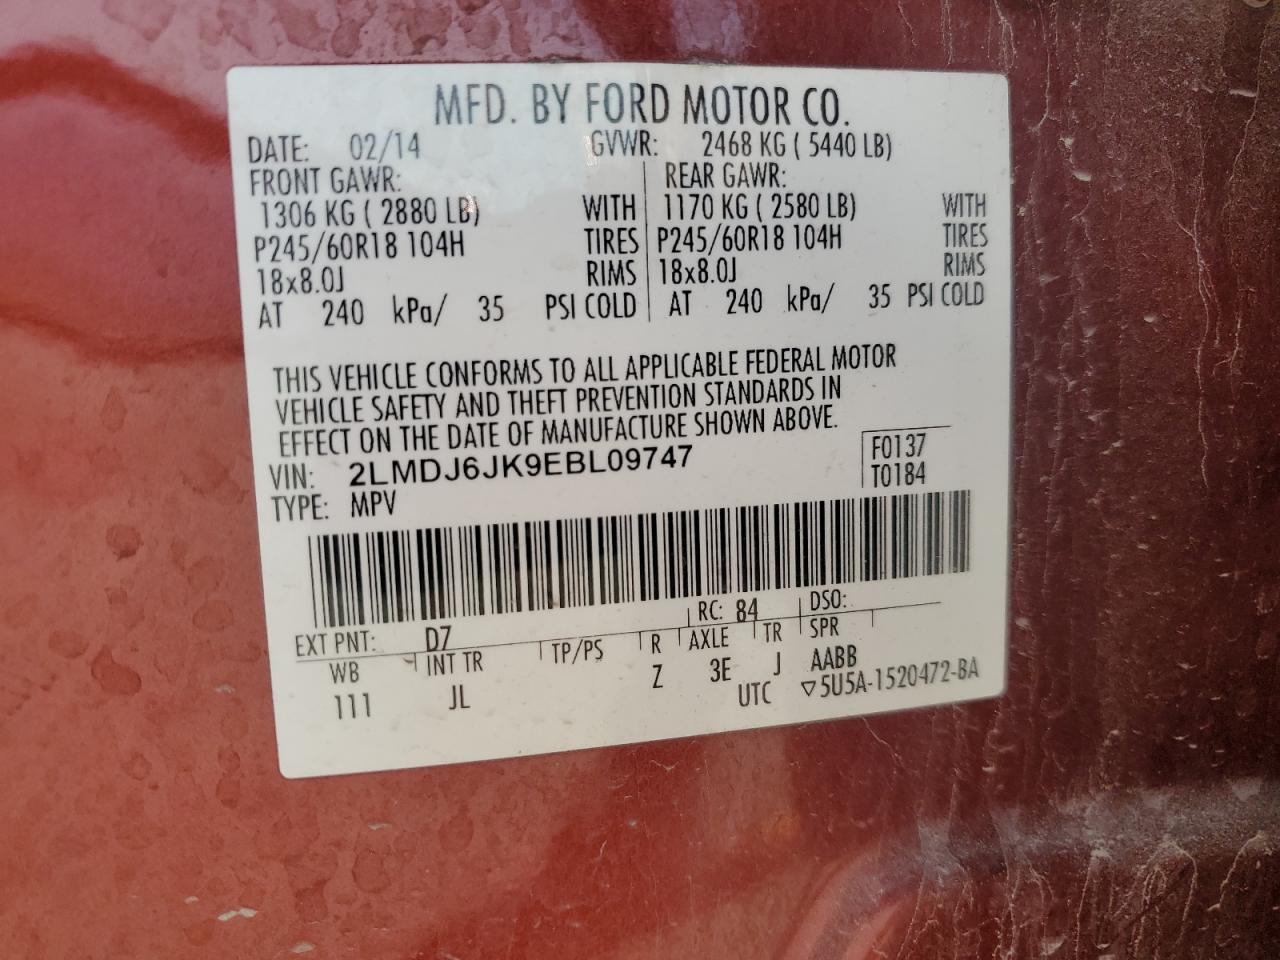 MFD. BY FORD MOTOR CO.
DATE: 02/14 GVWR: 2468 KG ( 5440 LB)
FRONT GAWR: REAR GAWR:
1306 KG ( 2880 LB) WITH 1170 KG ( 2580 LB) WITH
P245/60R18 104H TIRES P245/60R18 104H TIRES
18x8.0J RIMS 18x8.0J RIMS
AT 240 kPa/ 35 PSI COLD AT 240 kPa/ 35 PSI COLD
THIS VEHICLE CONFORMS TO ALL APPLICABLE FEDERAL MOTOR
VEHICLE SAFETY AND THEFT PREVENTION STANDARDS IN
EFFECT ON THE DATE OF MANUFACTURE SHOWN ABOVE.
VIN: 2LMDJ6JK9EBL09747 F0137
TYPE: MPV T0184
EXT PNT: D7 RC: 84 DSO:
WB INT TR TP/PS R AXLE TR SPR
111 JL Z 3E J AABB
UTC ▽5U5A-1520472-BA